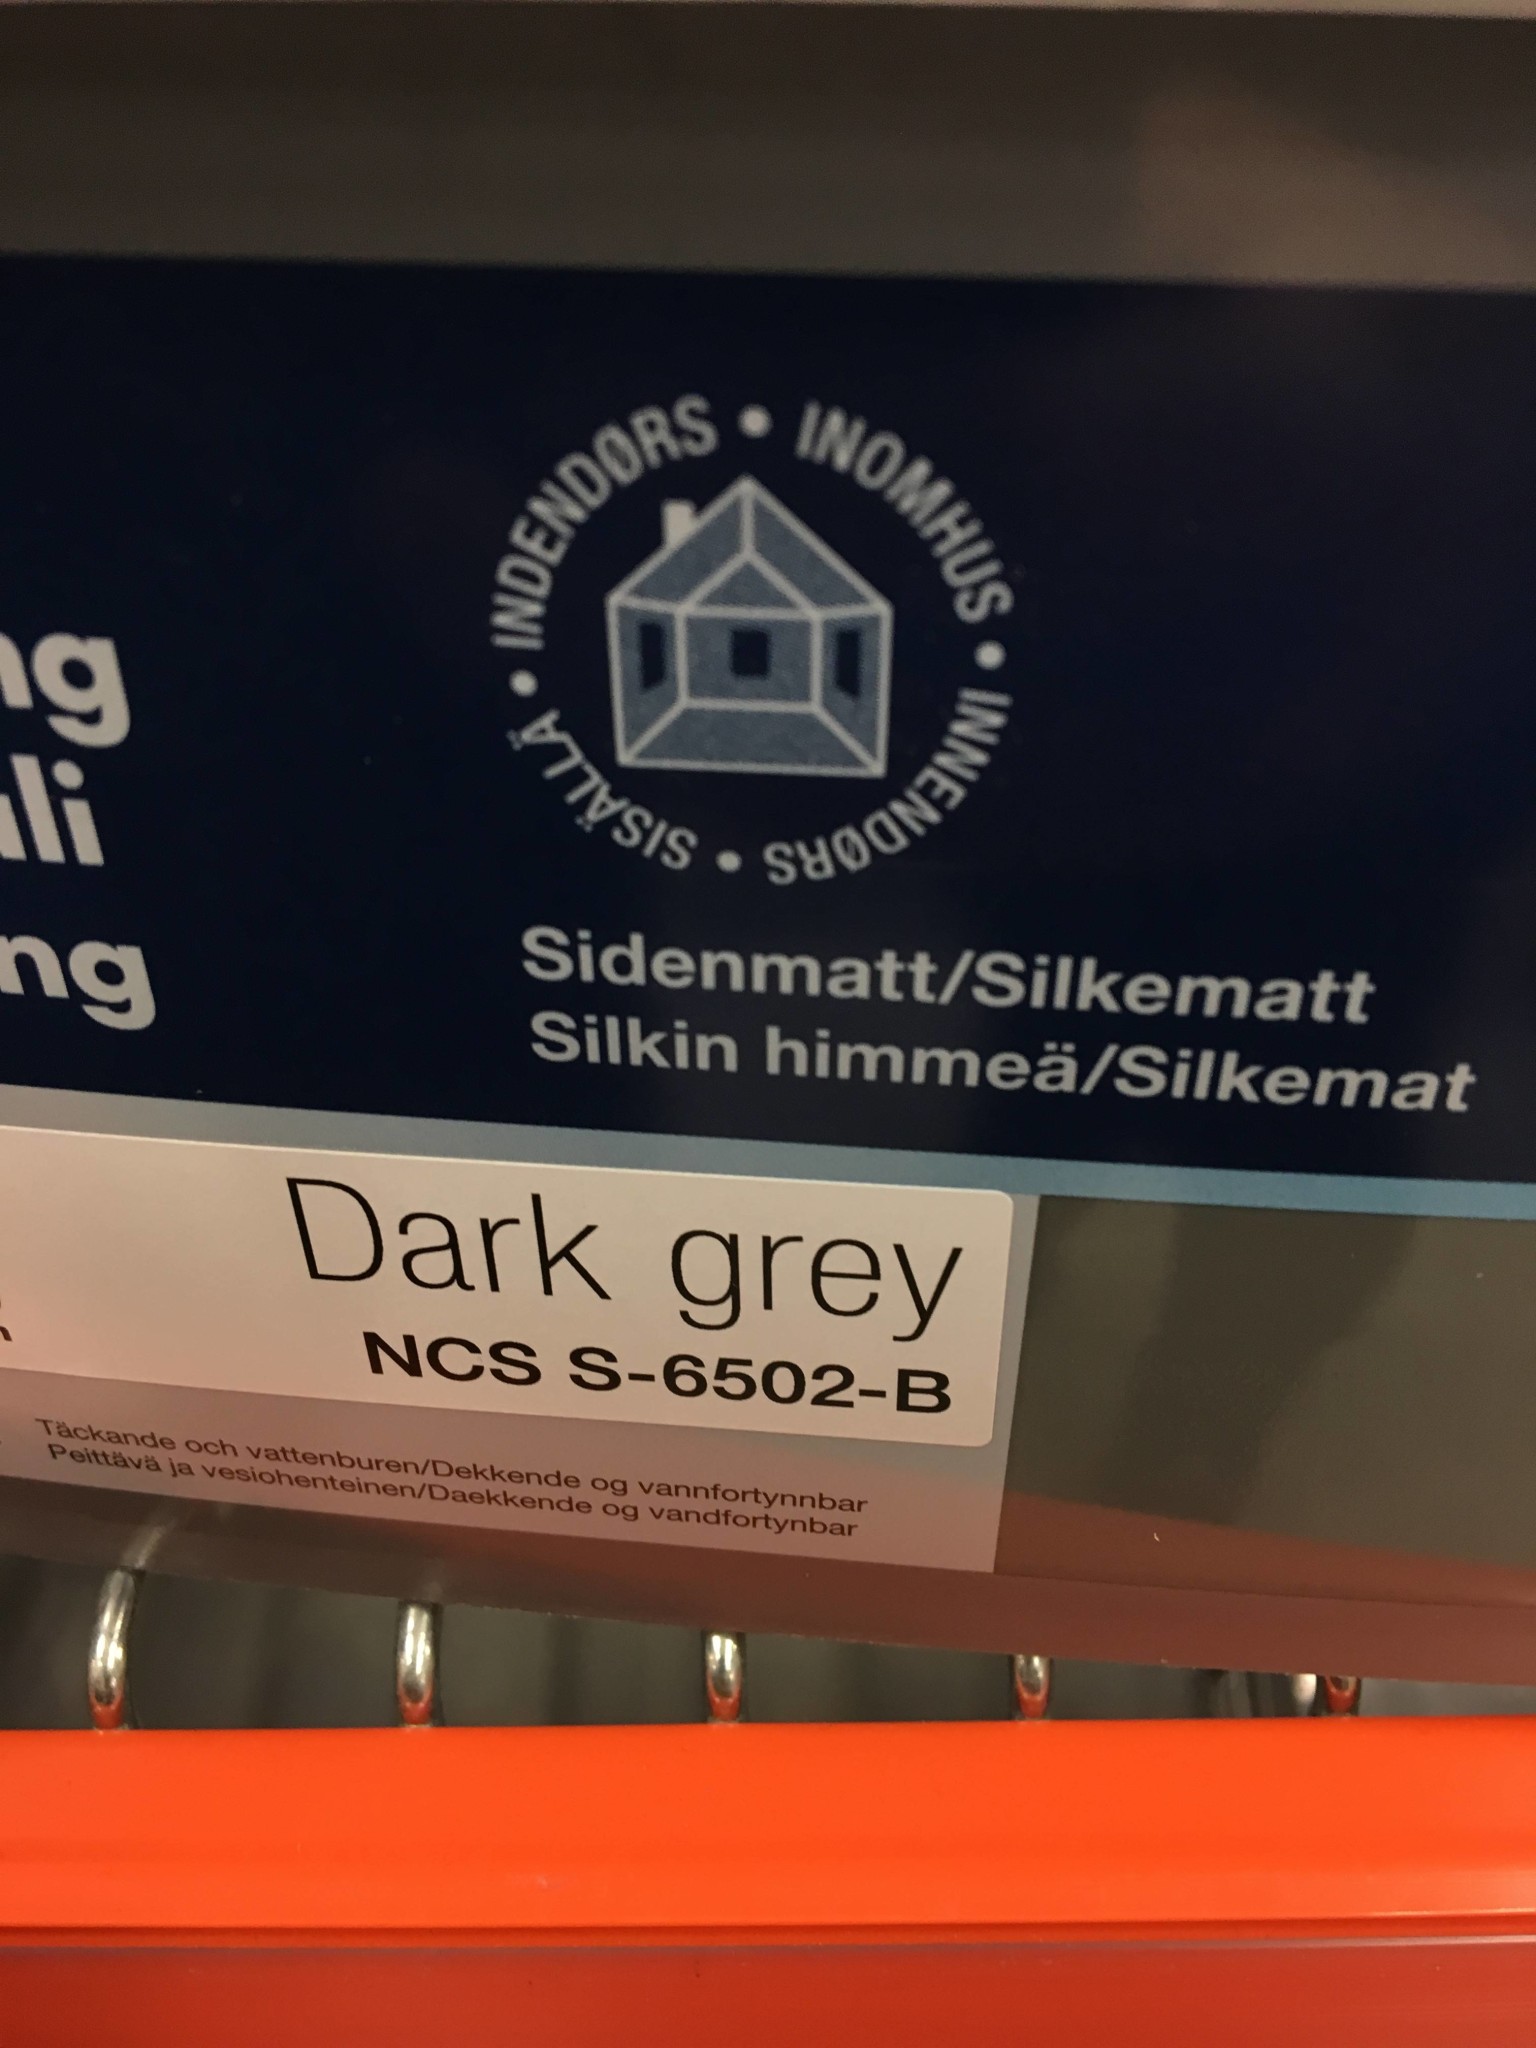 INDENDØRS • INOMHUS • INNENDØRS • SISÄLLÄ •
ng
li
ng
Sidenmatt/Silkematt
Silkin himmeä/Silkemat
Dark grey
NCS S-6502-B
Täckande och vattenburen/Dekkende og vannfortynnbar
Peittävä ja vesiohenteinen/Daekkende og vandfortynbar